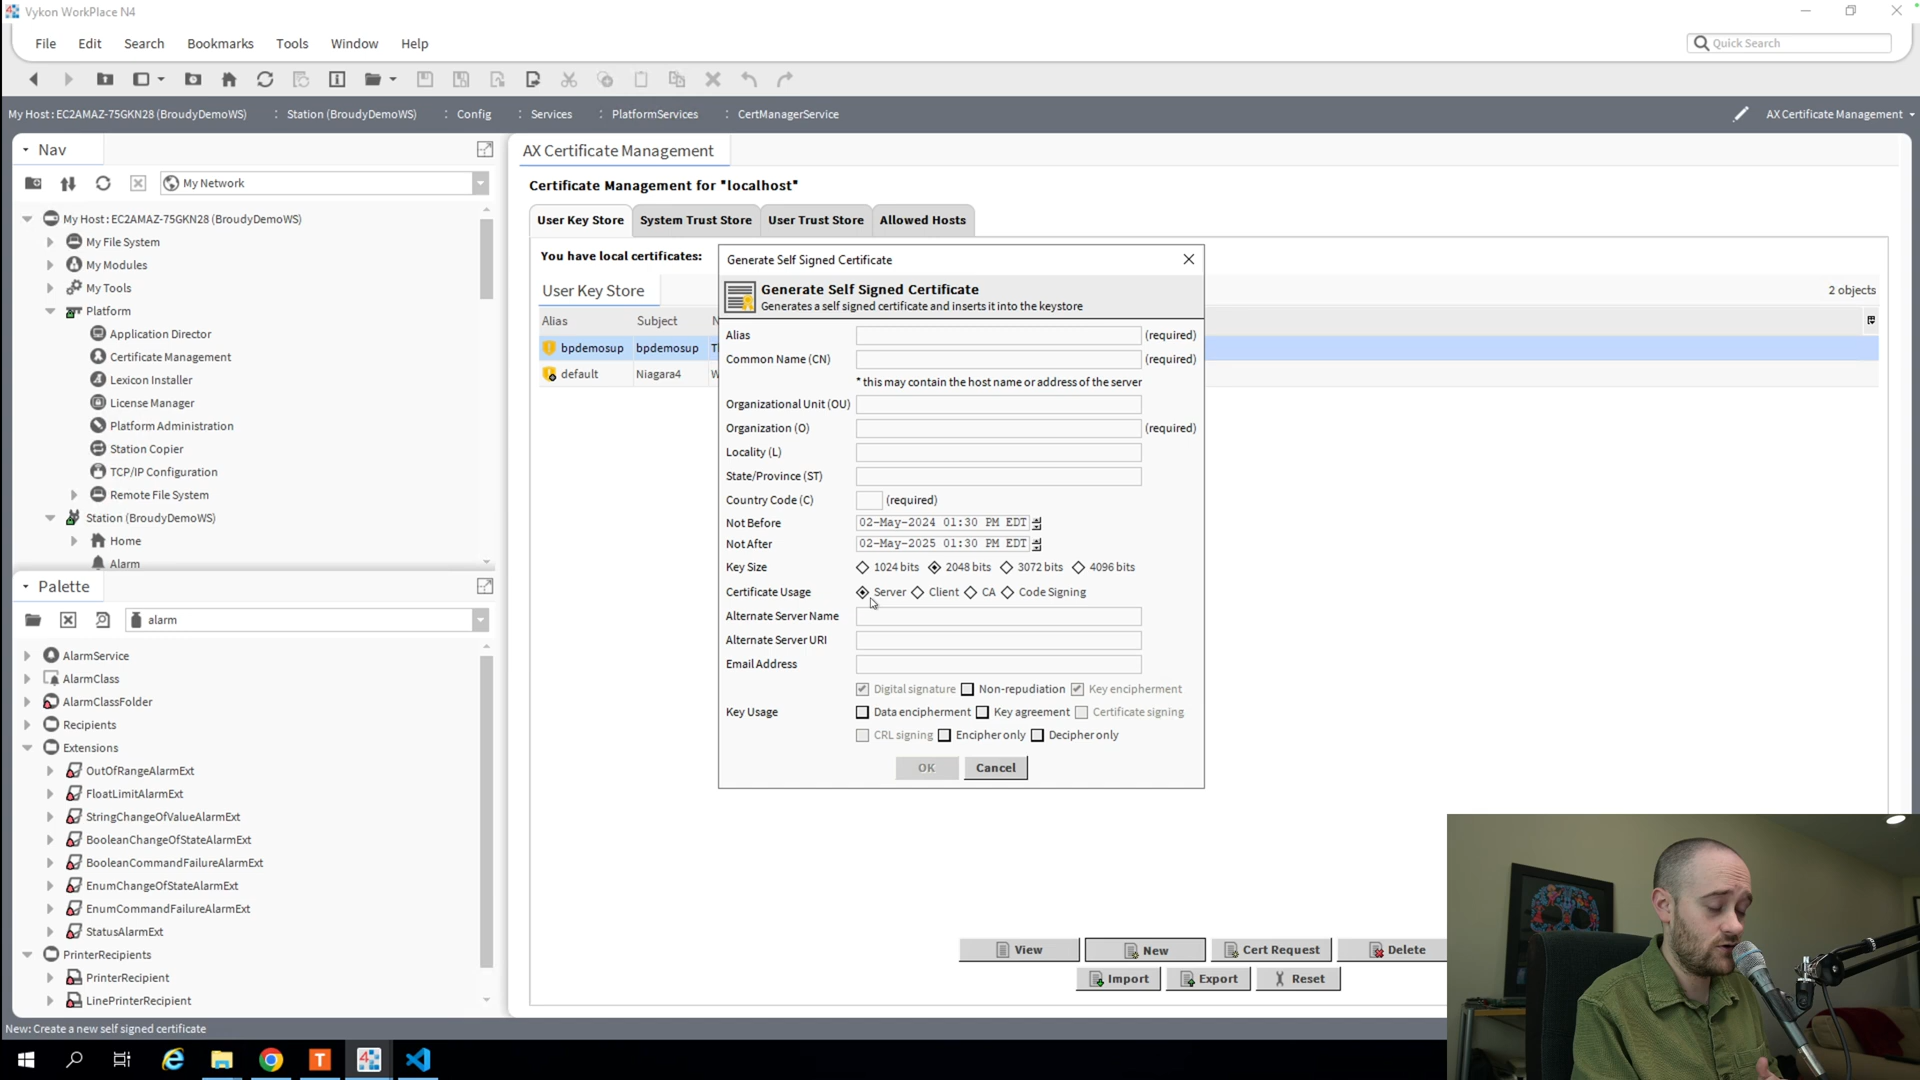 Vykon WorkPlace N4
File Edit Search Bookmarks Tools Window Help
Quick Search
My Host : EC2AMAZ-75GKN28 (BroudyDemoWS) : Station (BroudyDemoWS) : Config : Services : PlatformServices : CertManagerService
AX Certificate Management
Nav
My Network
My Host : EC2AMAZ-75GKN28 (BroudyDemoWS)
My File System
My Modules
My Tools
Platform
Application Director
Certificate Management
Lexicon Installer
License Manager
Platform Administration
Station Copier
TCP/IP Configuration
Remote File System
Station (BroudyDemoWS)
Home
Alarm
Palette
alarm
AlarmService
AlarmClass
AlarmClassFolder
Recipients
Extensions
OutOfRangeAlarmExt
FloatLimitAlarmExt
StringChangeOfValueAlarmExt
BooleanChangeOfStateAlarmExt
BooleanCommandFailureAlarmExt
EnumChangeOfStateAlarmExt
EnumCommandFailureAlarmExt
StatusAlarmExt
PrinterRecipients
PrinterRecipient
LinePrinterRecipient
AX Certificate Management
Certificate Management for "localhost"
User Key Store System Trust Store User Trust Store Allowed Hosts
You have local certificates:
User Key Store
2 objects
Alias Subject
bpdemosup bpdemosup
default Niagara4
Generate Self Signed Certificate
Generate Self Signed Certificate
Generates a self signed certificate and inserts it into the keystore
Alias (required)
Common Name (CN) (required)
* this may contain the host name or address of the server
Organizational Unit (OU)
Organization (O) (required)
Locality (L)
State/Province (ST)
Country Code (C) (required)
Not Before 02-May-2024 01:30 PM EDT
Not After 02-May-2025 01:30 PM EDT
Key Size 1024 bits 2048 bits 3072 bits 4096 bits
Certificate Usage Server Client CA Code Signing
Alternate Server Name
Alternate Server URI
Email Address
Digital signature Non-repudiation Key encipherment
Key Usage Data encipherment Key agreement Certificate signing
CRL signing Encipher only Decipher only
OK Cancel
View New Cert Request Delete
Import Export Reset
New: Create a new self signed certificate